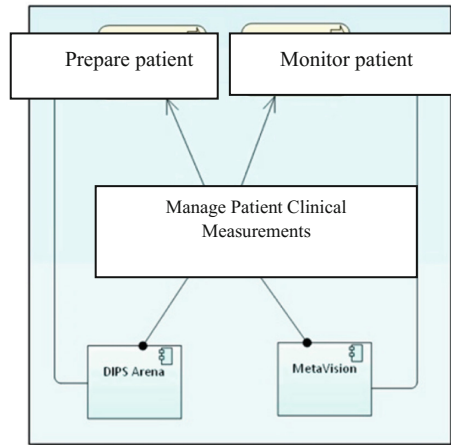 Prepare patient
Monitor patient
Manage Patient Clinical
Measurements
DIPS Arena
MetaVision